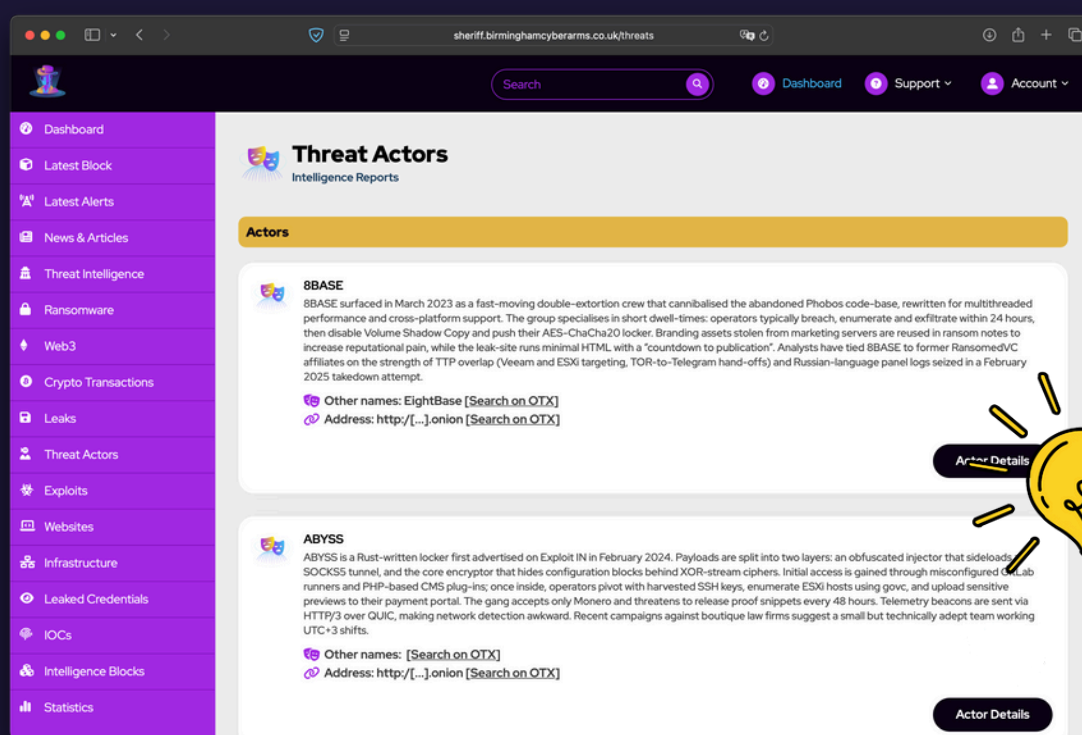 sheriff.birminghamcyberarms.co.uk/threats
Search
Dashboard
Support
Account
Dashboard
Latest Block
Latest Alerts
News & Articles
Threat Intelligence
Ransomware
Web3
Crypto Transactions
Leaks
Threat Actors
Exploits
Websites
Infrastructure
Leaked Credentials
IOCs
Intelligence Blocks
Statistics
Threat Actors
Intelligence Reports
Actors
8BASE
8BASE surfaced in March 2023 as a fast-moving double-extortion crew that cannibalised the abandoned Phobos code-base, rewritten for multithreaded
performance and cross-platform support. The group specialises in short dwell-times: operators typically breach, enumerate and exfiltrate within 24 hours,
then disable Volume Shadow Copy and push their AES-ChaCha20 locker. Branding assets stolen from marketing servers are reused in ransom notes to
increase reputational pain, while the leak-site runs minimal HTML with a "countdown to publication". Analysts have tied 8BASE to former RansomedVC
affiliates on the strength of TTP overlap (Veeam and ESXi targeting, TOR-to-Telegram hand-offs) and Russian-language panel logs seized in a February
2025 takedown attempt.
Other names: EightBase [Search on OTX]
Address: http:/[...].onion [Search on OTX]
Actor Details
ABYSS
ABYSS is a Rust-written locker first advertised on Exploit IN in February 2024. Payloads are split into two layers: an obfuscated injector that sideloads
SOCKS5 tunnel, and the core encryptor that hides configuration blocks behind XOR-stream ciphers. Initial access is gained through misconfigured GitLab
runners and PHP-based CMS plug-ins; once inside, operators pivot with harvested SSH keys, enumerate ESXi hosts using govc, and upload sensitive
previews to their payment portal. The gang accepts only Monero and threatens to release proof snippets every 48 hours. Telemetry beacons are sent via
HTTP/3 over QUIC, making network detection awkward. Recent campaigns against boutique law firms suggest a small but technically adept team working
UTC+3 shifts.
Other names: [Search on OTX]
Address: http:/[...].onion [Search on OTX]
Actor Details